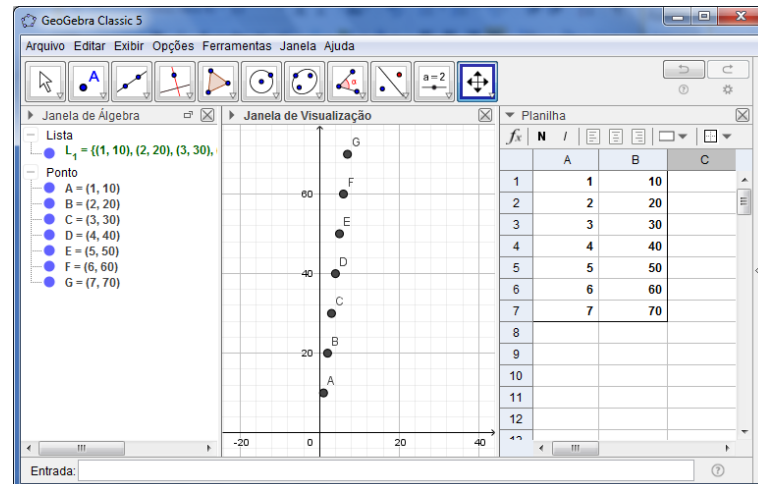 GeoGebra Classic 5
Arquivo Editar Exibir Opções Ferramentas Janela Ajuda
A
a=2
Janela de Álgebra
Lista
L1 = {(1, 10), (2, 20), (3, 30),
Ponto
A = (1, 10)
B = (2, 20)
C = (3, 30)
D = (4, 40)
E = (5, 50)
F = (6, 60)
G = (7, 70)
Janela de Visualização
G
F
60
E
D
40
C
B
20
A
-20 0 20 40
Planilha
fx N I
A B C
1 1 10
2 2 20
3 3 30
4 4 40
5 5 50
6 6 60
7 7 70
8
9
10
11
12
Entrada: